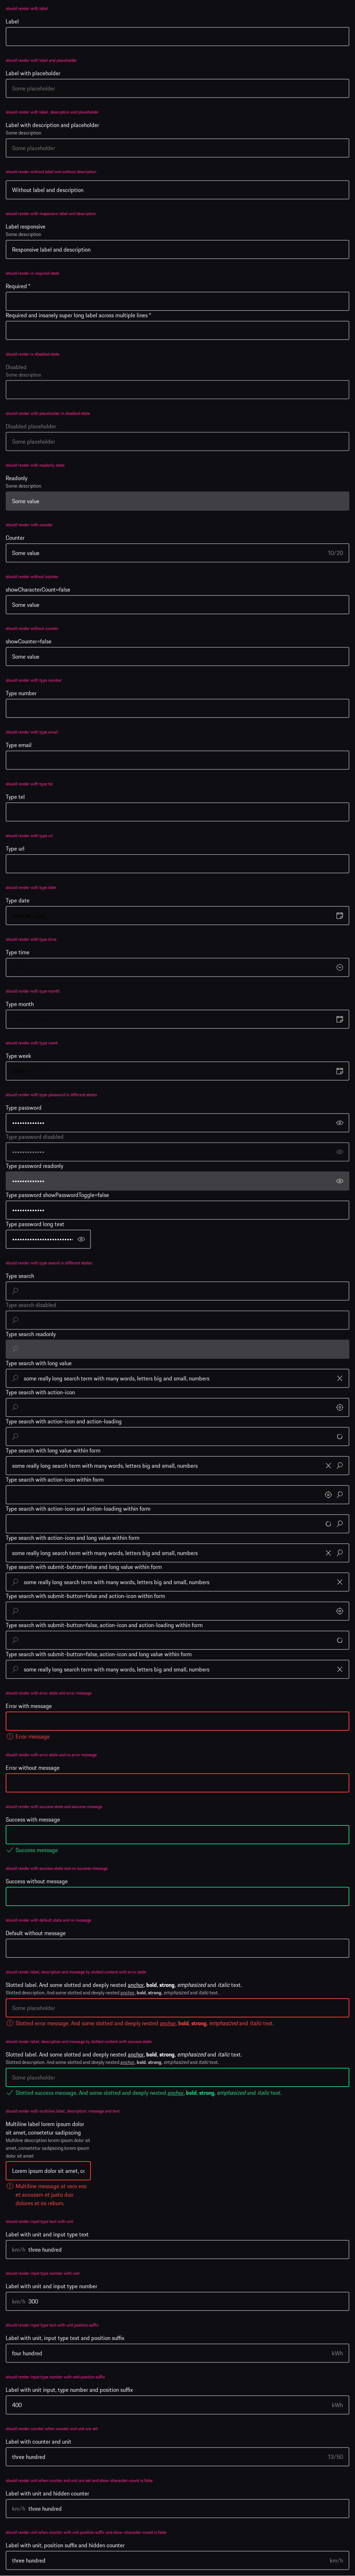 should render with label
Label
should render with label and placeholder
Label with placeholder
Some placeholder
should render with label, description and placeholder
Label with description and placeholder
Some description
Some placeholder
should render without label and without description
Without label and description
should render with responsive label and description
Label responsive
Some description
Responsive label and description
should render in required state
Required *
Required and insanely super long label across multiple lines *
should render in disabled state
Disabled
Some description
should render with placeholder in disabled state
Disabled placeholder
Some placeholder
should render with readonly state
Readonly
Some description
Some value
should render with counter
Counter
Some value 10/20
should render without counter
showCharacterCount=false
Some value
should render without counter
showCounter=false
Some value
should render with type number
Type number
should render with type email
Type email
should render with type tel
Type tel
should render with type url
Type url
should render with type date
Type date
should render with type time
Type time
should render with type month
Type month
should render with type week
Type week
should render with type password in different states
Type password
•••••••••••••
Type password disabled
•••••••••••••
Type password readonly
•••••••••••••
Type password showPasswordToggle=false
•••••••••••••
Type password long text
should render with type search in different states
Type search
Type search disabled
Type search readonly
Type search with long value
some really long search term with many words, letters big and small, numbers
Type search with action-icon
Type search with action-icon and action-loading
Type search with long value within form
some really long search term with many words, letters big and small, numbers
Type search with action-icon within form
Type search with action-icon and action-loading within form
Type search with action-icon and long value within form
some really long search term with many words, letters big and small, numbers
Type search with submit-button=false and long value within form
some really long search term with many words, letters big and small, numbers
Type search with submit-button=false and action-icon within form
Type search with submit-button=false, action-icon and action-loading within form
Type search with submit-button=false, action-icon and long value within form
some really long search term with many words, letters big and small, numbers
should render with error state and error message
Error with message
Error message
should render with error state and no error message
Error without message
should render with success state and success message
Success with message
Success message
should render with success state and no success message
Success without message
should render with default state and no message
Default without message
should render label, description and message by slotted content with error state
Slotted label. And some slotted and deeply nested anchor, bold, strong, emphasized and italic text.
Slotted description. And some slotted and deeply nested anchor, bold, strong, emphasized and italic text.
Some placeholder
Slotted error message. And some slotted and deeply nested anchor, bold, strong, emphasized and italic text.
should render label, description and message by slotted content with success state
Slotted label. And some slotted and deeply nested anchor, bold, strong, emphasized and italic text.
Slotted description. And some slotted and deeply nested anchor, bold, strong, emphasized and italic text.
Some placeholder
Slotted success message. And some slotted and deeply nested anchor, bold, strong, emphasized and italic text.
should render with multiline label, description, message and text
Multiline label lorem ipsum dolor
sit amet, consetetur sadipscing
Multiline description lorem ipsum dolor sit
amet, consetetur sadipscing lorem ipsum
dolor sit amet
Lorem ipsum dolor sit amet, co
Multiline message at vero eos
et accusam et justo duo
dolores et ea rebum.
should render input type text with unit
Label with unit and input type text
km/h three hundred
should render input type number with unit
Label with unit and input type number
km/h 300
should render input type text with unit position suffix
Label with unit, input type text and position suffix
four hundred kWh
should render input type number with unit position suffix
Label with unit input, type number and position suffix
400 kWh
should render counter when counter and unit are set
Label with counter and unit
three hundred 13/50
should render unit when counter and unit are set and show-character-count is false
Label with unit and hidden counter
km/h three hundred
should render unit when counter with unit position suffix and show-character-count is false
Label with unit, position suffix and hidden counter
three hundred km/h